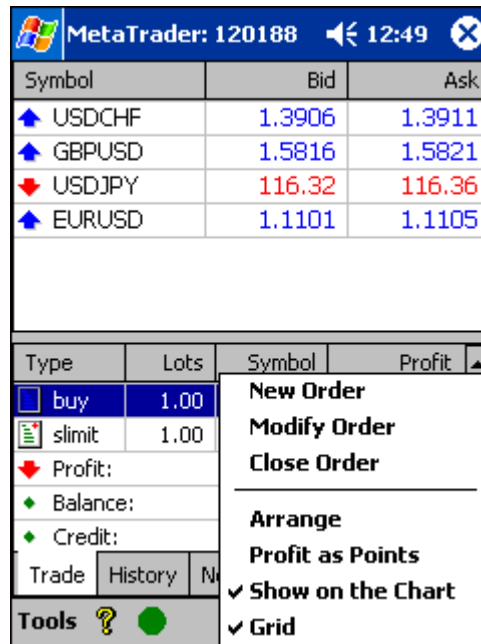 MetaTrader: 120188 12:49
Symbol Bid Ask
USDCHF 1.3906 1.3911
GBPUSD 1.5816 1.5821
USDJPY 116.32 116.36
EURUSD 1.1101 1.1105
Type Lots Symbol Profit
buy 1.00
slimit 1.00
Profit:
Balance:
Credit:
Trade History
Tools ?
New Order
Modify Order
Close Order
Arrange
Profit as Points
Show on the Chart
Grid